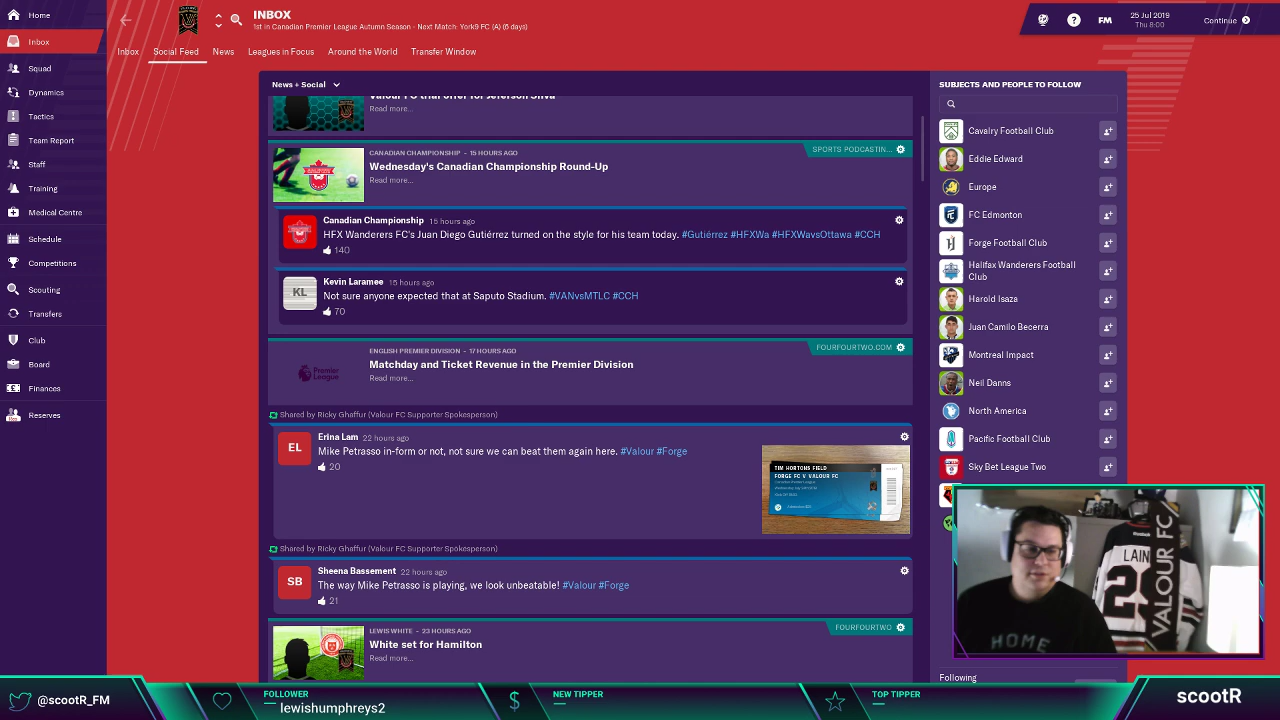 Home
Inbox
Squad
Dynamics
Tactics
Team Report
Staff
Training
Medical Centre
Schedule
Competitions
Scouting
Transfers
Club
Board
Finances
Reserves
INBOX
1st in Canadian Premier League Autumn Season - Next Match: York9 FC (A) (6 days)
FM
25 Jul 2019
Thu 8:00
Continue
Inbox Social Feed News Leagues in Focus Around the World Transfer Window
News + Social
Read more...
CANADIAN CHAMPIONSHIP - 15 HOURS AGO
SPORTS PODCASTIN...
Wednesday's Canadian Championship Round-Up
Read more...
Canadian Championship 15 hours ago
HFX Wanderers FC's Juan Diego Gutiérrez turned on the style for his team today. #Gutiérrez #HFXWa #HFXWavsOttawa #CCH
140
Kevin Laramee 15 hours ago
KL
Not sure anyone expected that at Saputo Stadium. #VANvsMTLC #CCH
70
ENGLISH PREMIER DIVISION - 17 HOURS AGO
FOURFOURTWO.COM
Matchday and Ticket Revenue in the Premier Division
Premier League
Read more...
Shared by Ricky Ghaffur (Valour FC Supporter Spokesperson)
EL
Erina Lam 22 hours ago
Mike Petrasso in-form or not, not sure we can beat them again here. #Valour #Forge
20
TIM HORTONS FIELD
FORGE FC V VALOUR FC
Shared by Ricky Ghaffur (Valour FC Supporter Spokesperson)
SB
Sheena Bassement 22 hours ago
The way Mike Petrasso is playing, we look unbeatable! #Valour #Forge
21
LEWIS WHITE - 23 HOURS AGO
FOURFOURTWO
White set for Hamilton
Read more...
SUBJECTS AND PEOPLE TO FOLLOW
Cavalry Football Club
Eddie Edward
Europe
FC Edmonton
Forge Football Club
Halifax Wanderers Football
Club
Harold Isaza
Juan Camilo Becerra
Montreal Impact
Neil Danns
North America
Pacific Football Club
Sky Bet League Two
Following
LAIN
2
VALOUR FC
HOME
@scootR_FM
FOLLOWER
lewishumphreys2
NEW TIPPER
TOP TIPPER
scootR